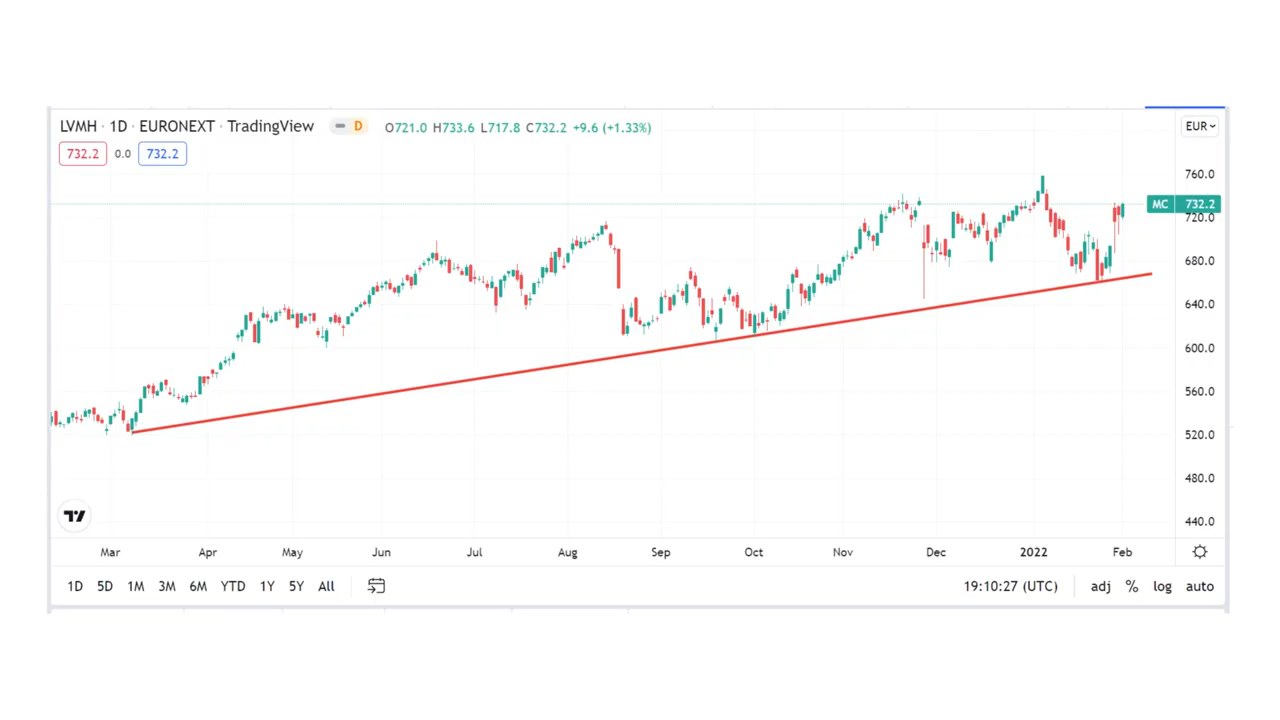 LVMH · 1D · EURONEXT · TradingView D O721.0 H733.6 L717.8 C732.2 +9.6 (+1.33%) EUR
732.2 0.0 732.2
760.0
MC 732.2
720.0
680.0
640.0
600.0
560.0
520.0
480.0
440.0
Mar Apr May Jun Jul Aug Sep Oct Nov Dec 2022 Feb
1D 5D 1M 3M 6M YTD 1Y 5Y All 19:10:27 (UTC) adj % log auto